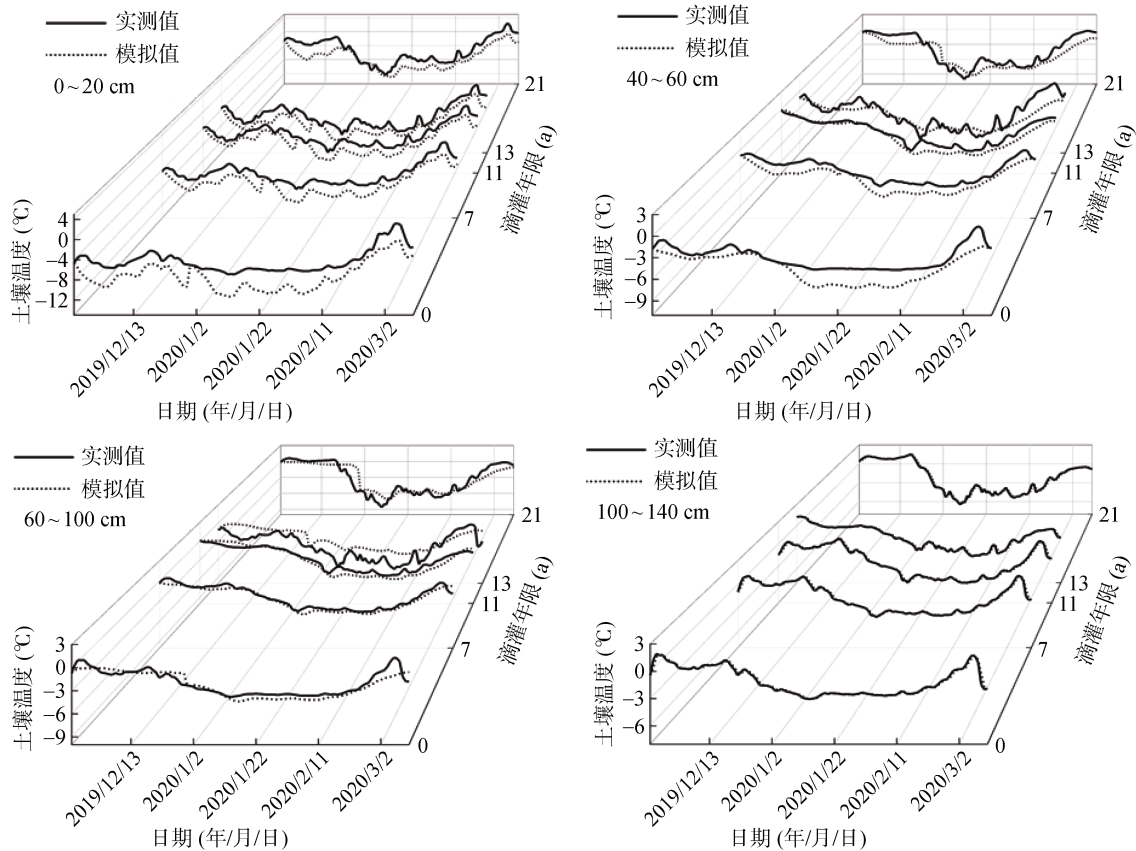 实测值
模拟值
0~20 cm
4
0
−4
−8
−12
土壤温度 (℃)
2019/12/13
2020/1/2
2020/1/22
2020/2/11
2020/3/2
日期 (年/月/日)
0
7
11
13
21
滴灌年限 (a)
实测值
模拟值
40~60 cm
3
0
−3
−6
−9
土壤温度 (℃)
2019/12/13
2020/1/2
2020/1/22
2020/2/11
2020/3/2
日期 (年/月/日)
0
7
11
13
21
滴灌年限 (a)
实测值
模拟值
60~100 cm
3
0
−3
−6
−9
土壤温度 (℃)
2019/12/13
2020/1/2
2020/1/22
2020/2/11
2020/3/2
日期 (年/月/日)
0
7
11
13
21
滴灌年限 (a)
实测值
模拟值
100~140 cm
3
0
−3
−6
土壤温度 (℃)
2019/12/13
2020/1/2
2020/1/22
2020/2/11
2020/3/2
日期 (年/月/日)
0
7
11
13
21
滴灌年限 (a)